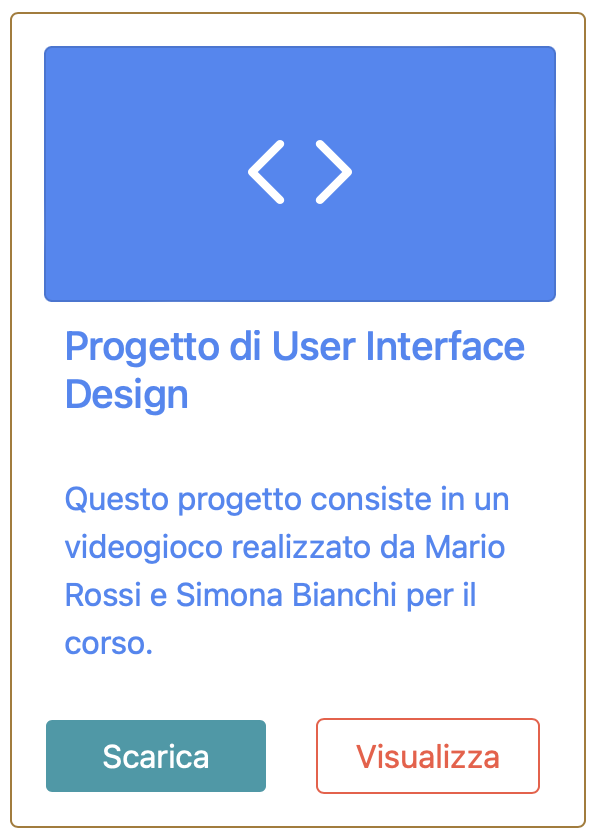 Progetto di User Interface
Design
Questo progetto consiste in un
videogioco realizzato da Mario
Rossi e Simona Bianchi per il
corso.
Scarica
Visualizza